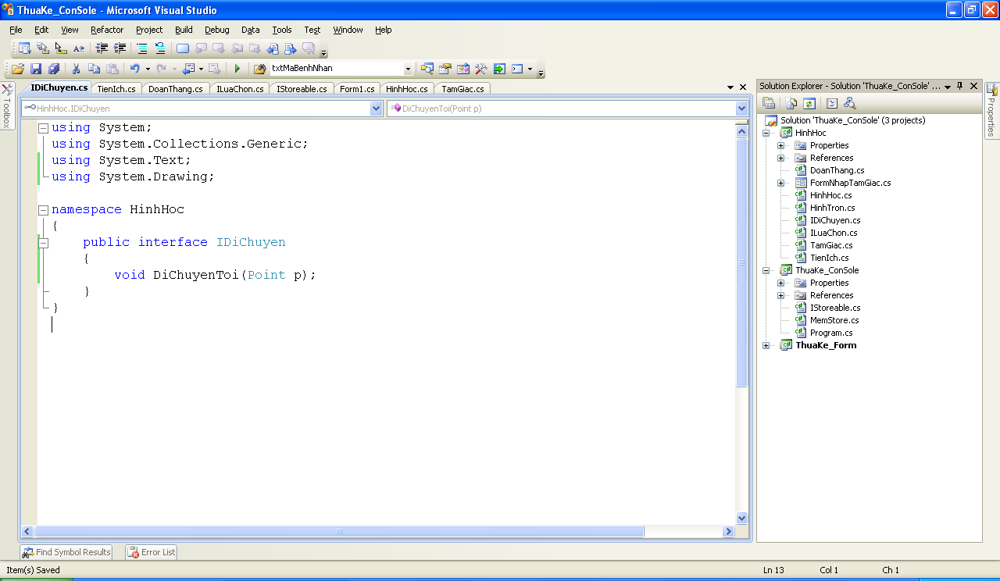 ThuaKe_ConSole - Microsoft Visual Studio
File Edit View Refactor Project Build Debug Data Tools Test Window Help
txtMaBenhNhan
IDiChuyen.cs TienIch.cs DoanThang.cs ILuaChon.cs IStoreable.cs Form1.cs HinhHoc.cs TamGiac.cs
HinhHoc.IDiChuyen DiChuyenToi(Point p)
using System;
using System.Collections.Generic;
using System.Text;
using System.Drawing;
namespace HinhHoc
{
public interface IDiChuyen
{
void DiChuyenToi(Point p);
}
}
Toolbox
Solution Explorer - Solution 'ThuaKe_ConSole' ...
Solution 'ThuaKe_ConSole' (3 projects)
HinhHoc
Properties
References
DoanThang.cs
FormNhapTamGiac.cs
HinhHoc.cs
HinhTron.cs
IDiChuyen.cs
ILuaChon.cs
TamGiac.cs
TienIch.cs
ThuaKe_ConSole
Properties
References
IStoreable.cs
MemStore.cs
Program.cs
ThuaKe_Form
Properties
Find Symbol Results Error List
Item(s) Saved Ln 13 Col 1 Ch 1